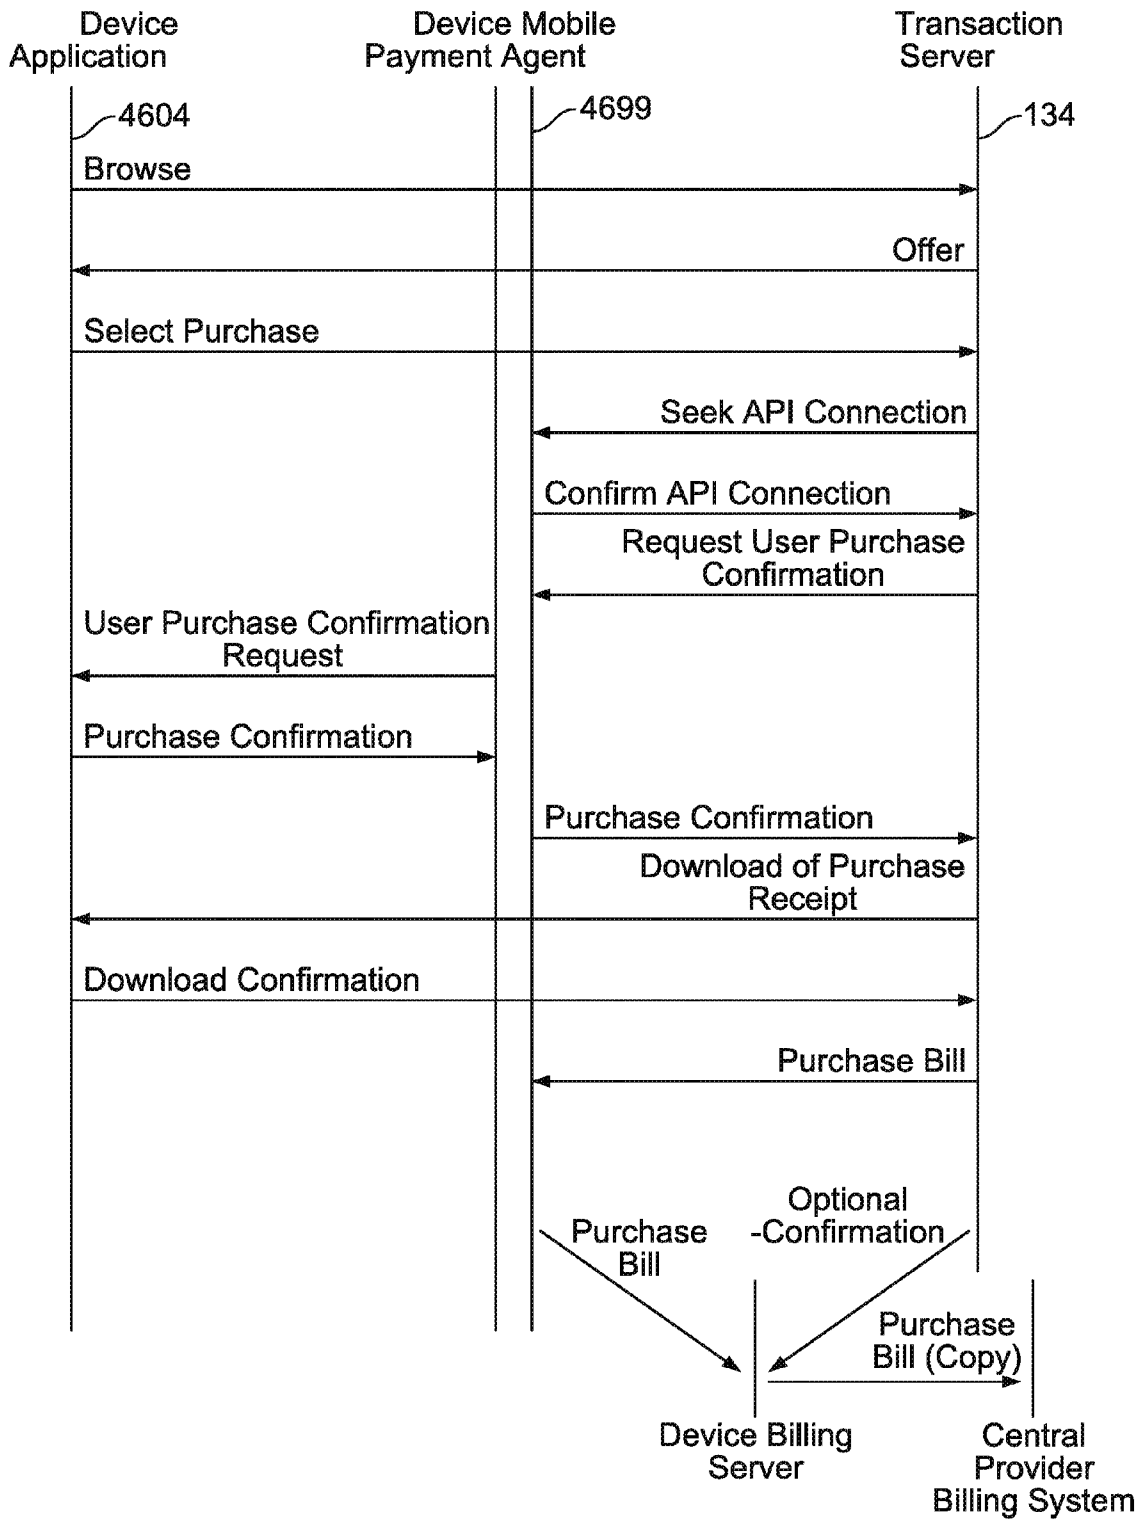 Device
Application
Device Mobile
Payment Agent
Transaction
Server
4604
4699
134
Browse
Offer
Select Purchase
Seek API Connection
Confirm API Connection
Request User Purchase
Confirmation
User Purchase Confirmation
Request
Purchase Confirmation
Purchase Confirmation
Download of Purchase
Receipt
Download Confirmation
Purchase Bill
Purchase
Bill
Optional
-Confirmation
Purchase
Bill (Copy)
Device Billing
Server
Central
Provider
Billing System